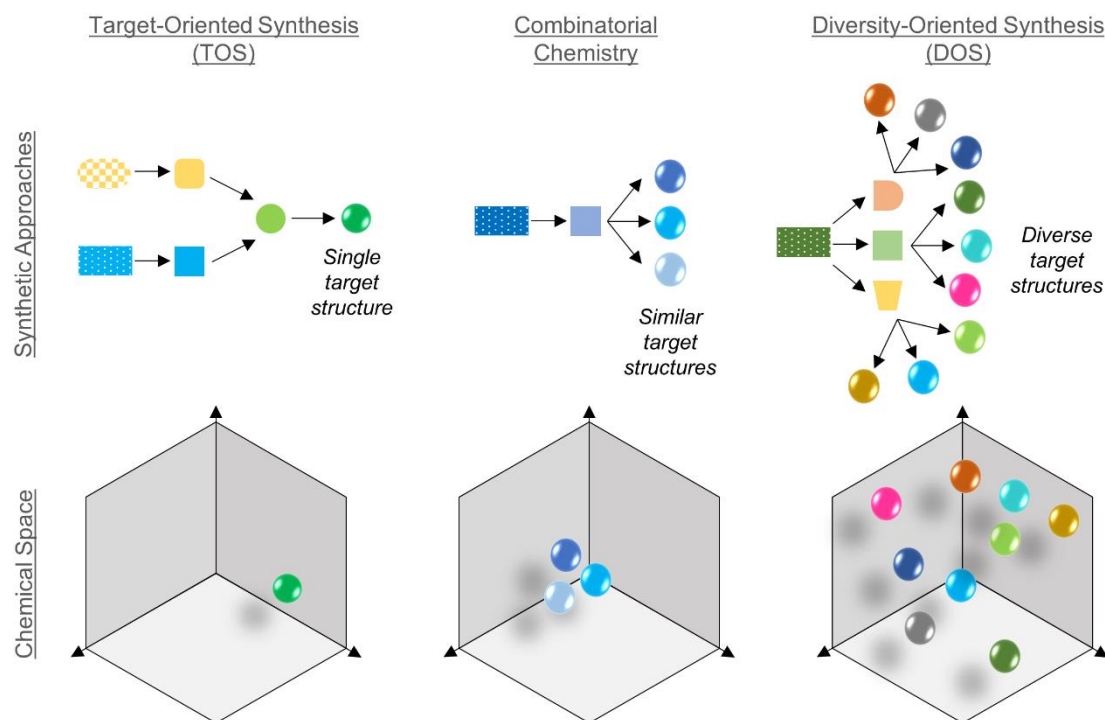 Target-Oriented Synthesis
(TOS)
Combinatorial
Chemistry
Diversity-Oriented Synthesis
(DOS)
Synthetic Approaches
Single
target
structure
Similar
target
structures
Diverse
target
structures
Chemical Space